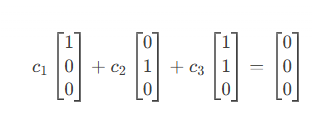 c₁ [1 0 0] + c₂ [0 1 0] + c₃ [1 1 0] = [0 0 0]